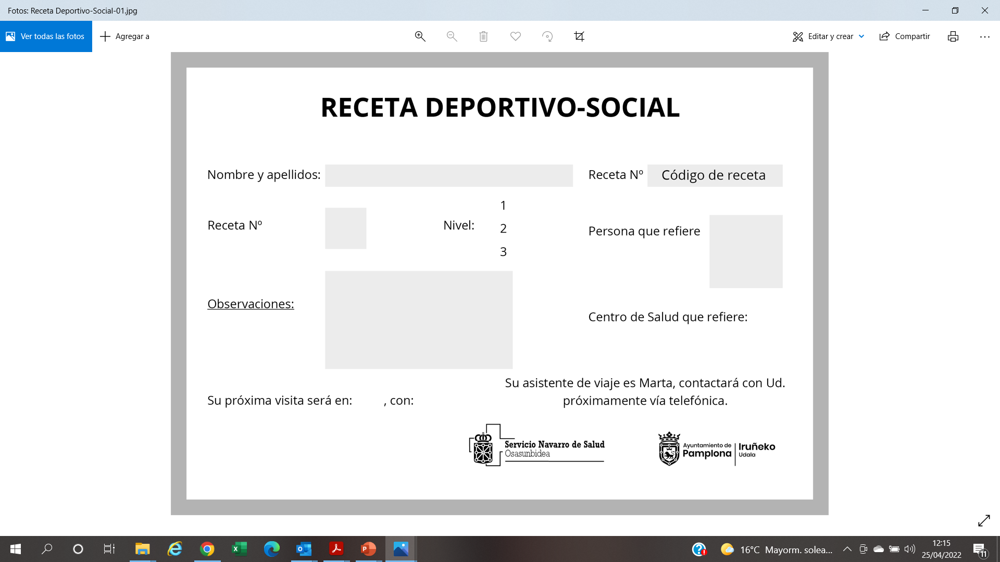 Fotos: Receta Deportivo-Social-01.jpg
Ver todas las fotos
Agregar a
Editar y crear
Compartir
RECETA DEPORTIVO-SOCIAL
Nombre y apellidos:
Receta Nº Código de receta
Receta Nº
Nivel:
1
2
3
Persona que refiere
Observaciones:
Centro de Salud que refiere:
Su próxima visita será en: , con:
Su asistente de viaje es Marta, contactará con Ud.
próximamente vía telefónica.
Servicio Navarro de Salud
Osasunbidea
Ayuntamiento de
Pamplona
Iruñeko
Udala
16°C Mayorm. solea...
12:15
25/04/2022
11